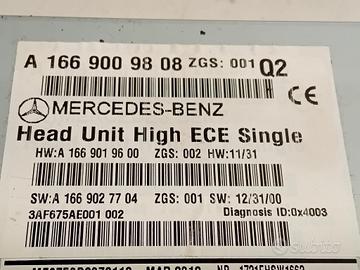 A 166 900 98 08 ZGS: 001 Q2
MERCEDES-BENZ
Head Unit High ECE Single
HW:A 166 901 96 00 ZGS: 002 HW:11/31
SW:A 166 902 77 04 ZGS: 001 SW: 12/31/00
3AF675AE001 002 Diagnosis ID:0x4003
subito